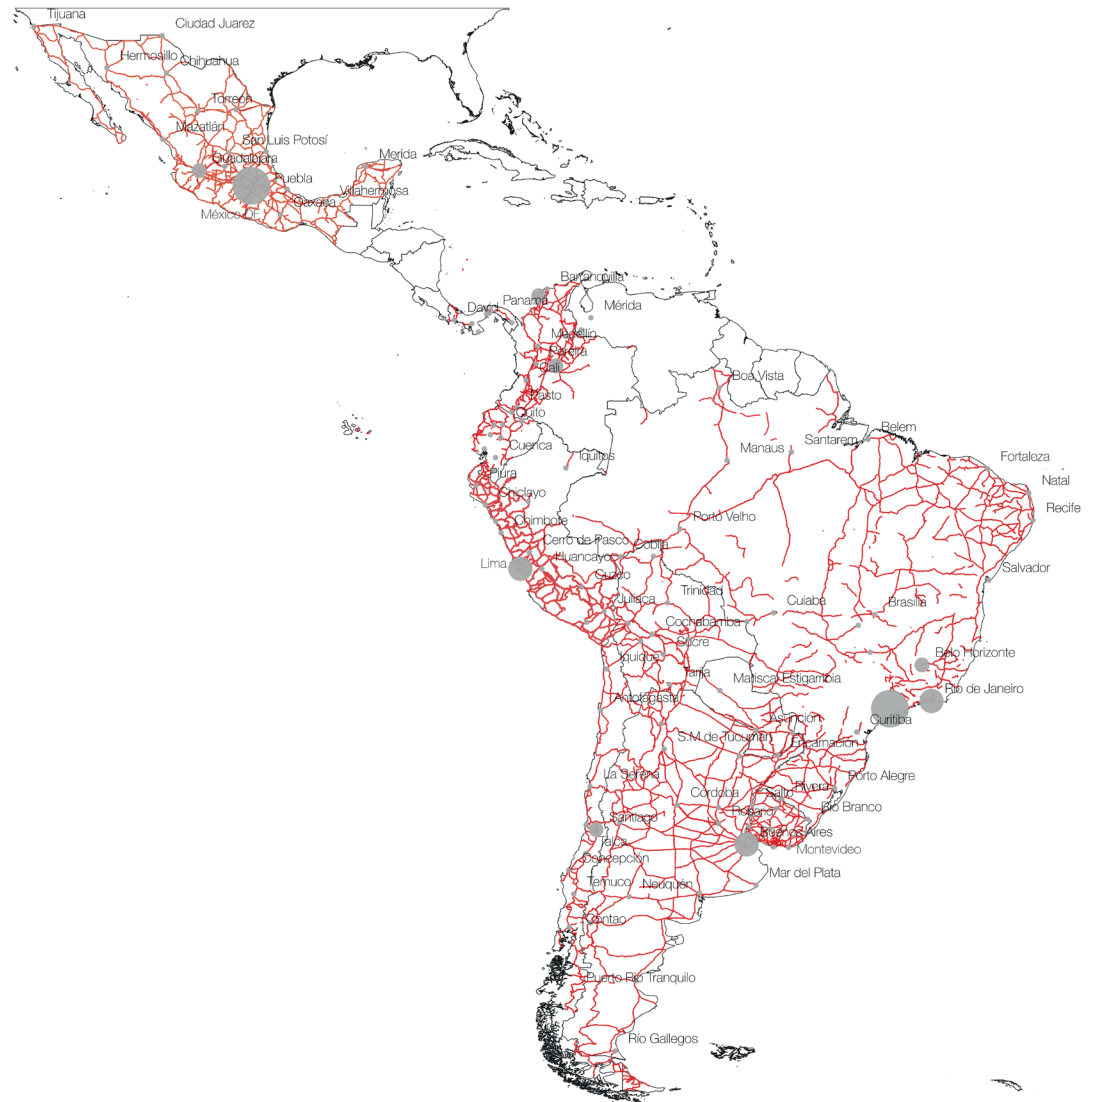 Tijuana
Ciudad Juarez
Hermosillo
Chihuahua
Torreón
Mazatlán
San Luis Potosí
Guadalajara
Merida
Puebla
Villahermosa
Oaxaca
México DF
Barranquilla
Panama
David
Mérida
Medellín
Pereira
Cali
Boa Vista
Pasto
Quito
Belem
Santarem
Cuenca
Manaus
Iquitos
Fortaleza
Piura
Natal
Chiclayo
Recife
Chimbote
Porto Velho
Cerro de Pasco
Cobija
Huancayo
Lima
Salvador
Cuzco
Trinidad
Juliaca
Cuiaba
Brasilia
Cochabamba
Sucre
Belo Horizonte
Iquique
Tarija
Mariscal Estigarribia
Rio de Janeiro
Antofagasta
Asunción
Curitiba
S.M.de Tucumán
Encarnación
La Serena
Porto Alegre
Córdoba
Salto
Rivera
Rio Branco
Rosario
Santiago
Buenos Aires
Talca
Montevideo
Concepción
Mar del Plata
Temuco
Neuquén
Contao
Puerto Rio Tranquilo
Río Gallegos